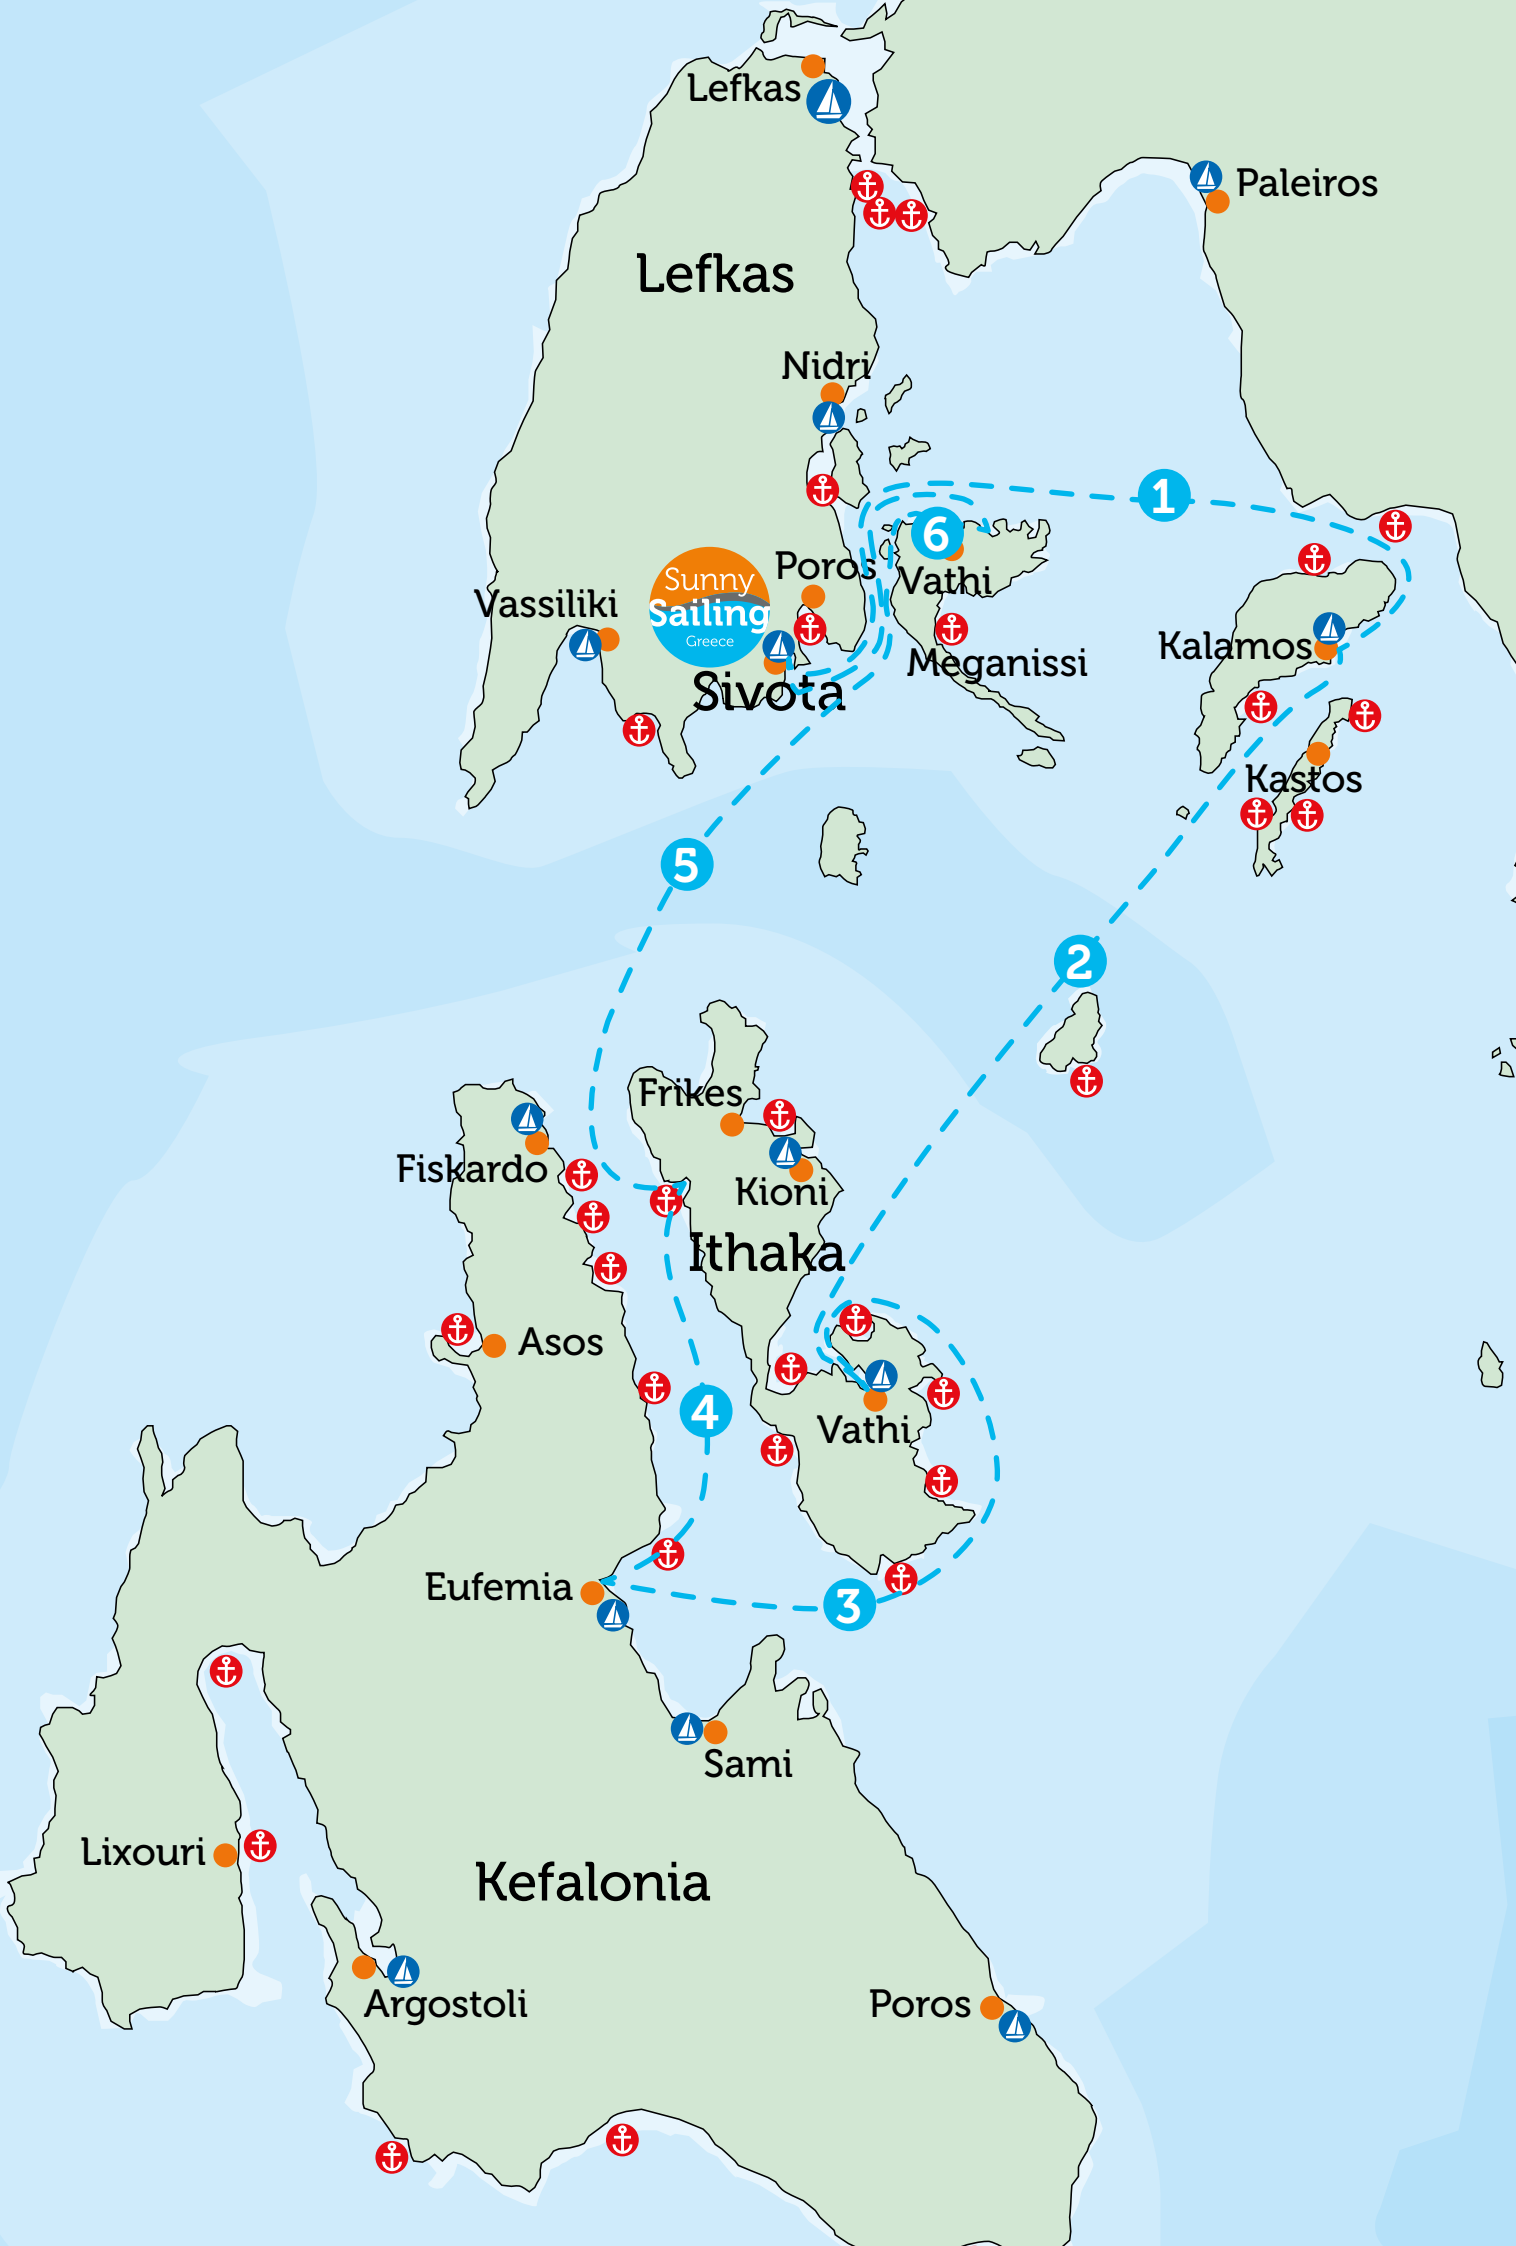 Lefkas
Paleiros
Lefkas
Nidri
1
6
Poros
Vathi
Sunny
Sailing
Greece
Vassiliki
Kalamos
Meganissi
Sivota
Kastos
5
2
Frikes
Fiskardo
Kioni
Ithaka
Asos
4
Vathi
Eufemia
3
Sami
Lixouri
Kefalonia
Argostoli
Poros